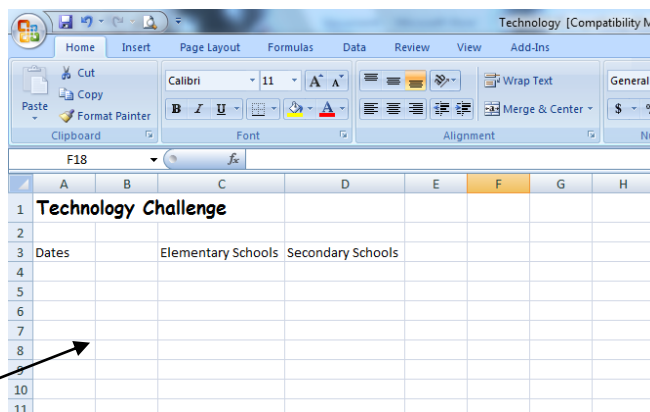 Technology [Compatibility M
Home Insert Page Layout Formulas Data Review View Add-Ins
Paste
Cut
Copy
Format Painter
Clipboard
Calibri 11 A A
B I U A
Font
Wrap Text
Merge & Center
Alignment
General
$ %
N
F18 fx
A B C D E F G H
1 Technology Challenge
2
3 Dates Elementary Schools Secondary Schools
4
5
6
7
8
9
10
11